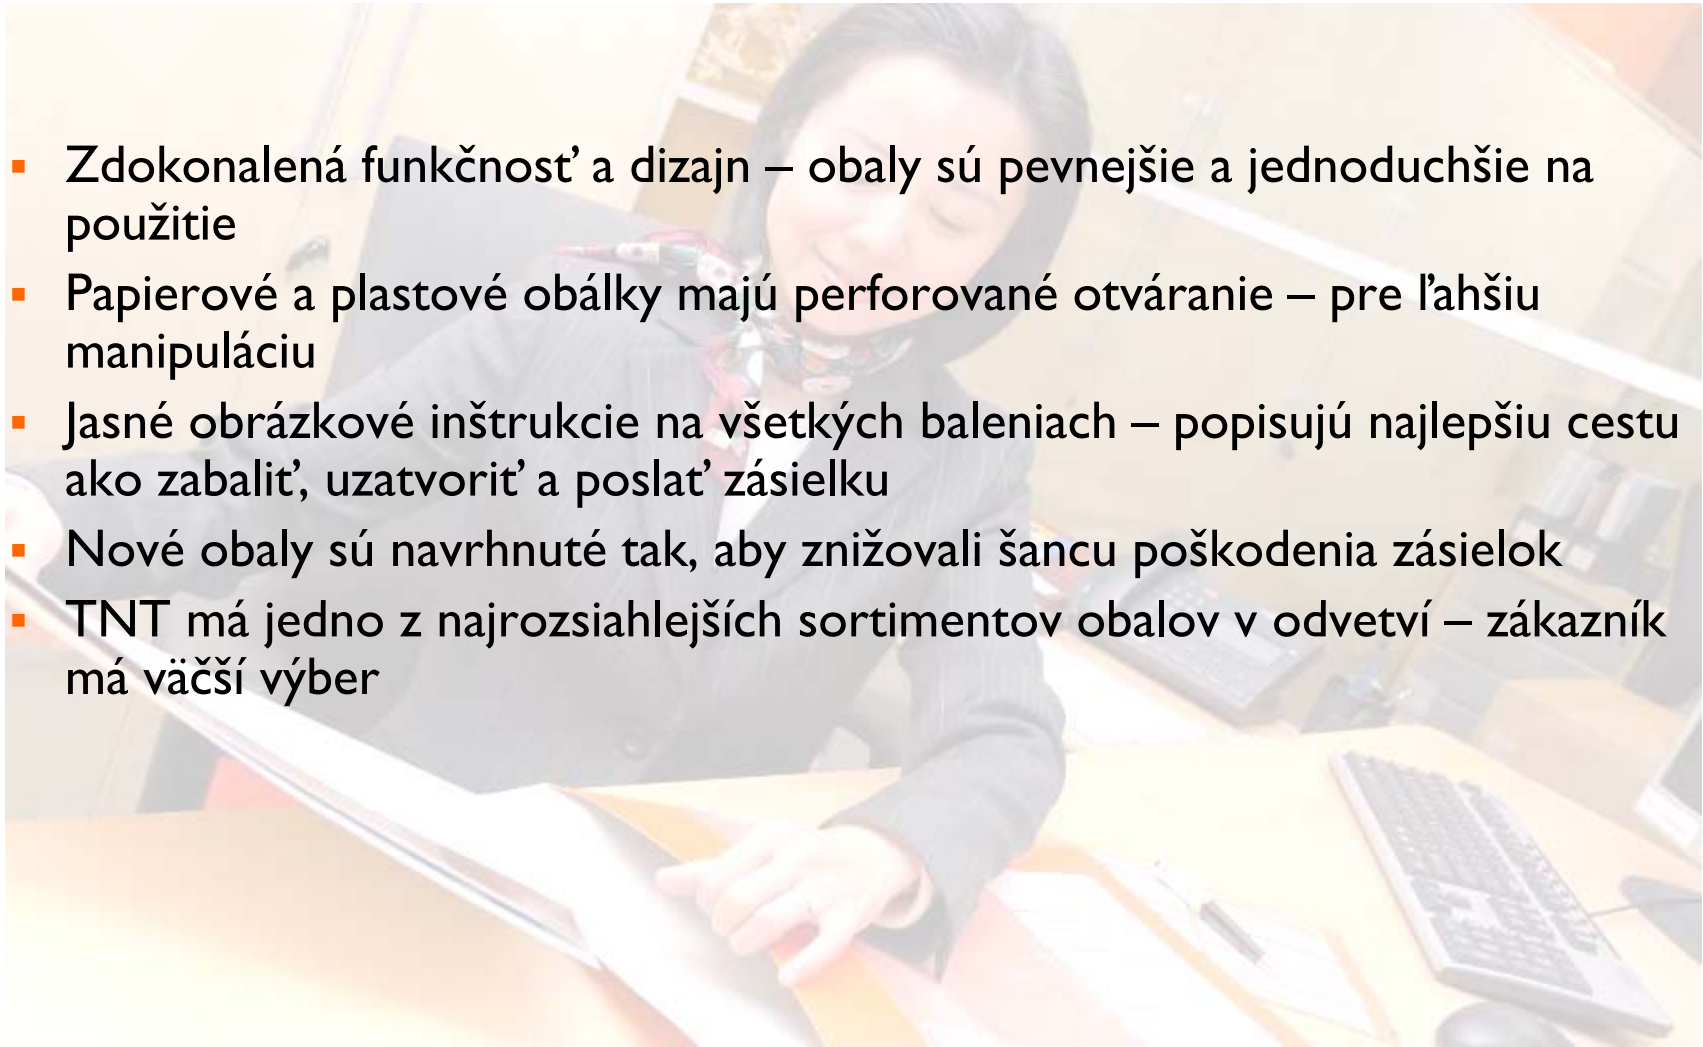 ▪ Zdokonalená funkčnosť a dizajn – obaly sú pevnejšie a jednoduchšie na
použitie
▪ Papierové a plastové obálky majú perforované otváranie – pre ľahšiu
manipuláciu
▪ Jasné obrázkové inštrukcie na všetkých baleniach – popisujú najlepšiu cestu
ako zabaliť, uzatvoriť a poslať zásielku
▪ Nové obaly sú navrhnuté tak, aby znižovali šancu poškodenia zásielok
▪ TNT má jedno z najrozsiahlejších sortimentov obalov v odvetví – zákazník
má väčší výber